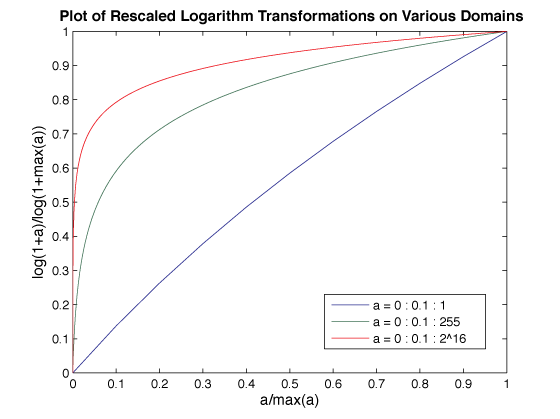 Plot of Rescaled Logarithm Transformations on Various Domains
log(1+a)/log(1+max(a))
1
0.9
0.8
0.7
0.6
0.5
0.4
0.3
0.2
0.1
0
a = 0 : 0.1 : 1
a = 0 : 0.1 : 255
a = 0 : 0.1 : 2^16
0 0.1 0.2 0.3 0.4 0.5 0.6 0.7 0.8 0.9 1
a/max(a)